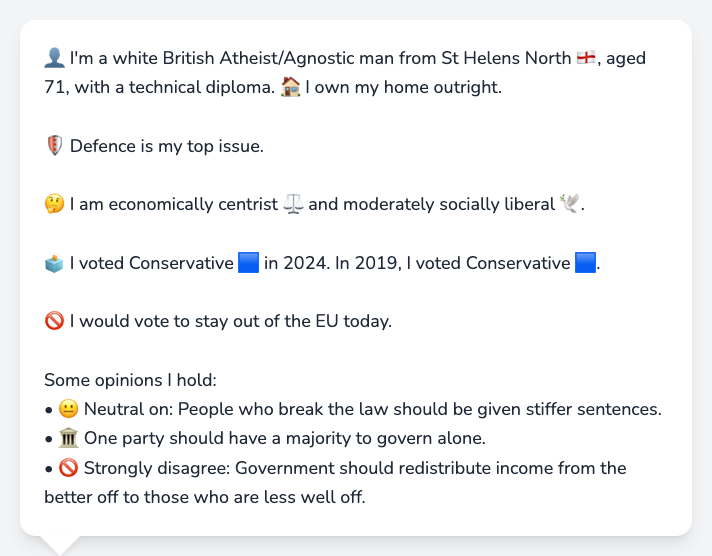 👤 I'm a white British Atheist/Agnostic man from St Helens North 🏴󠁧󠁢󠁥󠁮󠁧󠁿, aged
71, with a technical diploma. 🏠 I own my home outright.
🛡️ Defence is my top issue.
🤔 I am economically centrist ⚖️ and moderately socially liberal 🕊️.
🗳️ I voted Conservative 🟦 in 2024. In 2019, I voted Conservative 🟦.
🚫 I would vote to stay out of the EU today.
Some opinions I hold:
• 😐 Neutral on: People who break the law should be given stiffer sentences.
• 🏛️ One party should have a majority to govern alone.
• 🚫 Strongly disagree: Government should redistribute income from the
better off to those who are less well off.